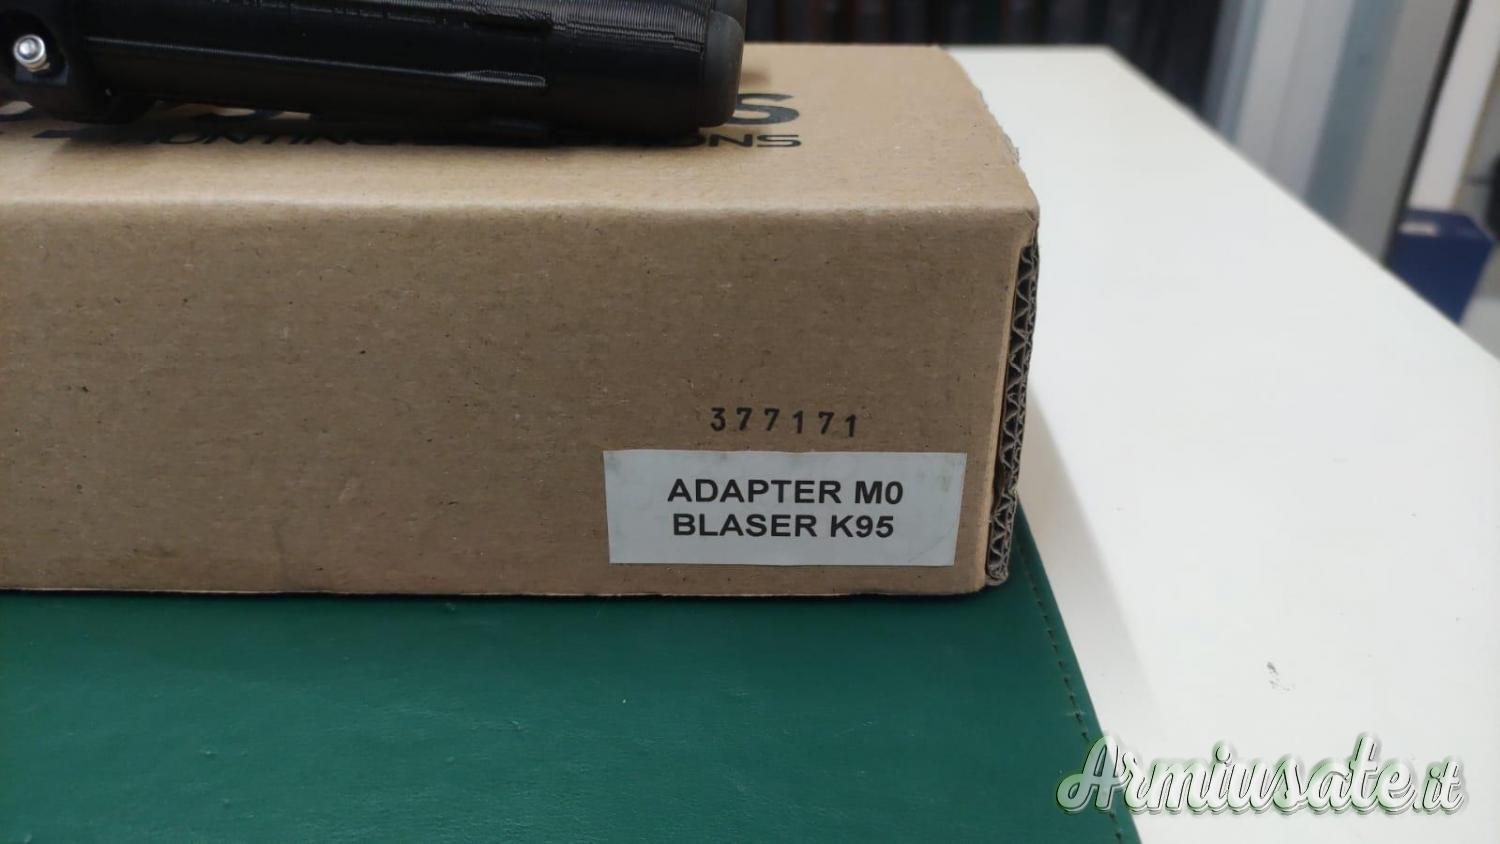 377171
ADAPTER M0
BLASER K95
Armiusate.it